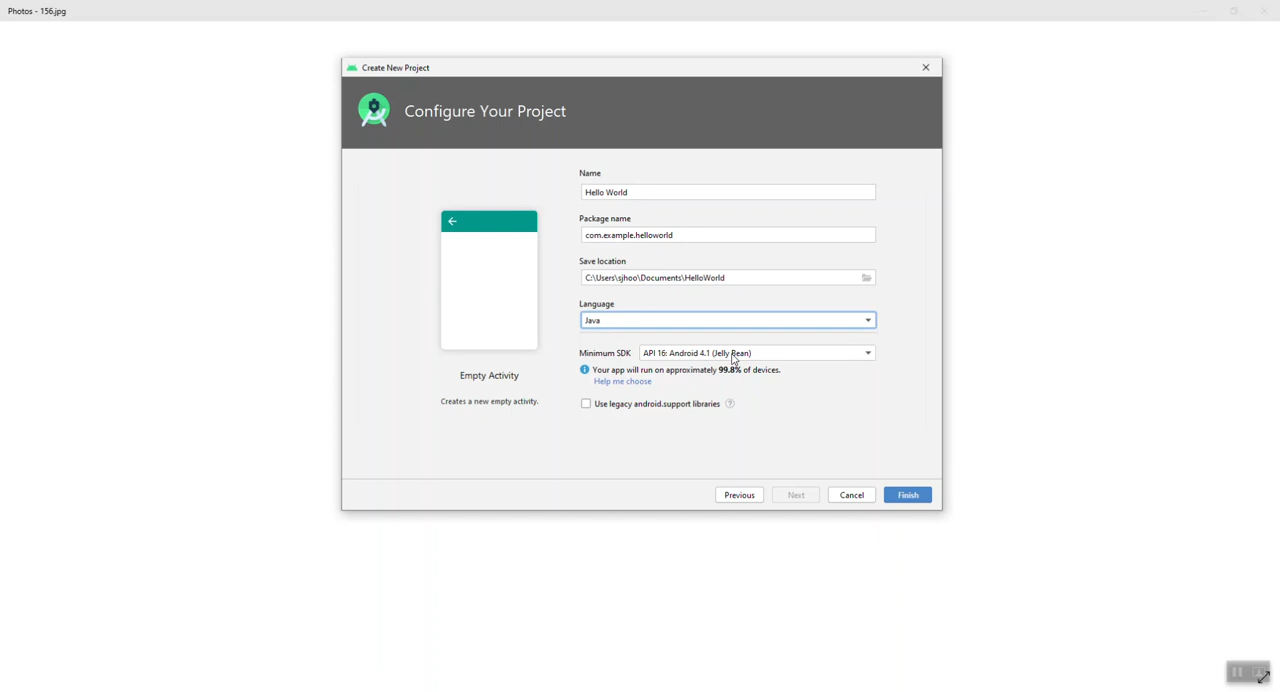 Photos - 156.jpg
Create New Project
Configure Your Project
Name
Hello World
Package name
com.example.helloworld
Save location
C:\Users\sjhoo\Documents\HelloWorld
Language
Java
Minimum SDK API 16: Android 4.1 (Jelly Bean)
Your app will run on approximately 99.8% of devices.
Help me choose
Use legacy android.support libraries ?
Empty Activity
Creates a new empty activity.
Previous Next Cancel Finish